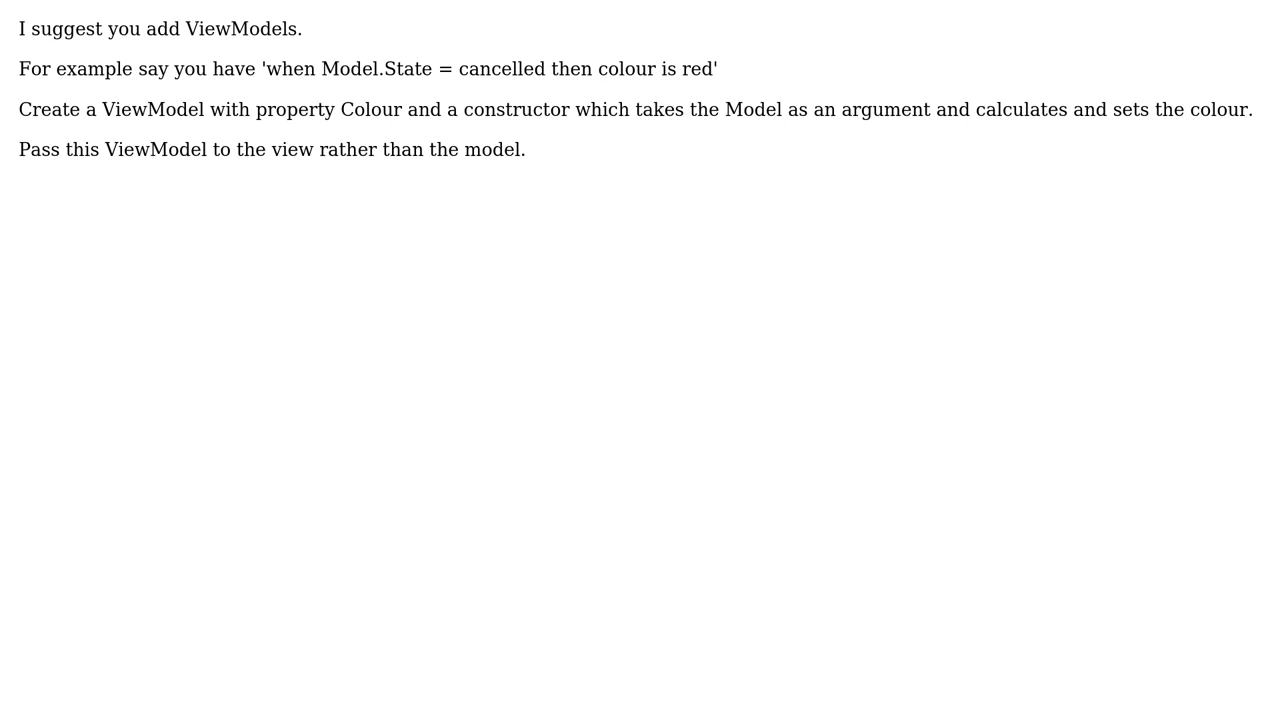 I suggest you add ViewModels.
For example say you have 'when Model.State = cancelled then colour is red'
Create a ViewModel with property Colour and a constructor which takes the Model as an argument and calculates and sets the colour.
Pass this ViewModel to the view rather than the model.